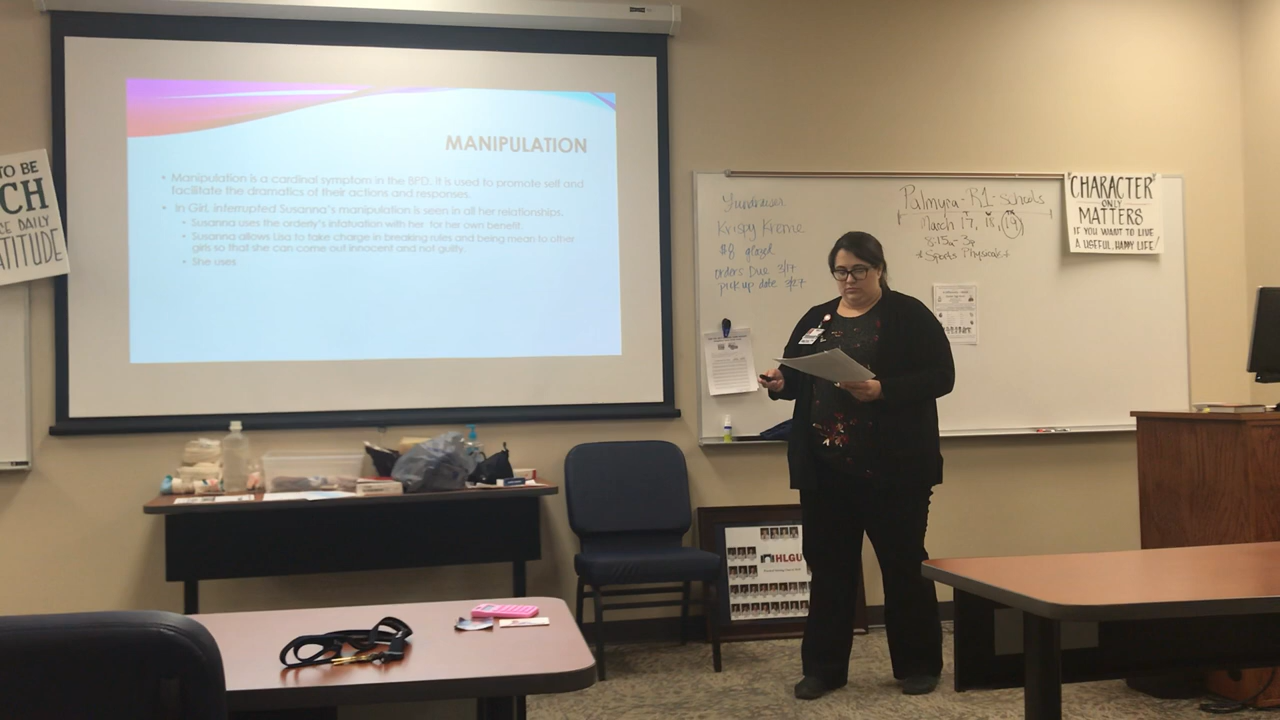 TO BE
CH
CE DAILY
ATTITUDE
MANIPULATION
• Manipulation is a cardinal symptom in the BPD. It is used to promote self and
facilitate the dramatics of their actions and responses.
• In Girl, interrupted Susanna's manipulation is seen in all her relationships.
• Susanna uses the orderly's infatuation with her for her own benefit.
• Susanna allows Lisa to take charge in breaking rules and being mean to other
girls so that she can come out innocent and not guilty.
• She uses
Fundraiser
Krispy Kreme
$8 glazed
orders Due 3/17
pick up date 3/27
Palmyra - R1 - schools
March 17, 18, 19
8:15a - 3p
*Sports Physicals*
"CHARACTER"
ONLY
MATTERS
IF YOU WANT TO LIVE
A USEFUL, HAPPY LIFE!
HLGU